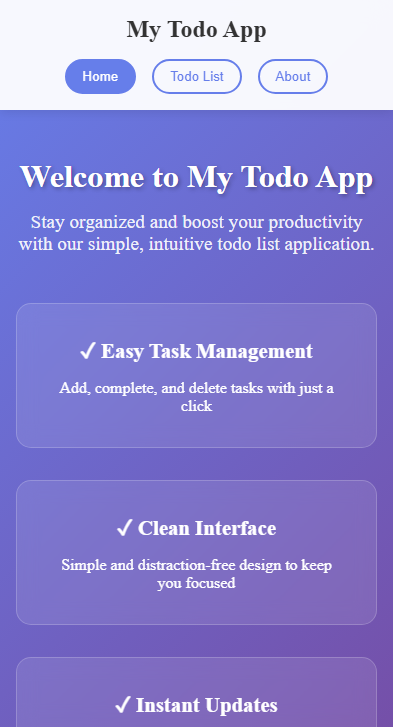 My Todo App
Home Todo List About
Welcome to My Todo App
Stay organized and boost your productivity
with our simple, intuitive todo list application.
✓ Easy Task Management
Add, complete, and delete tasks with just a
click
✓ Clean Interface
Simple and distraction-free design to keep
you focused
✓ Instant Updates